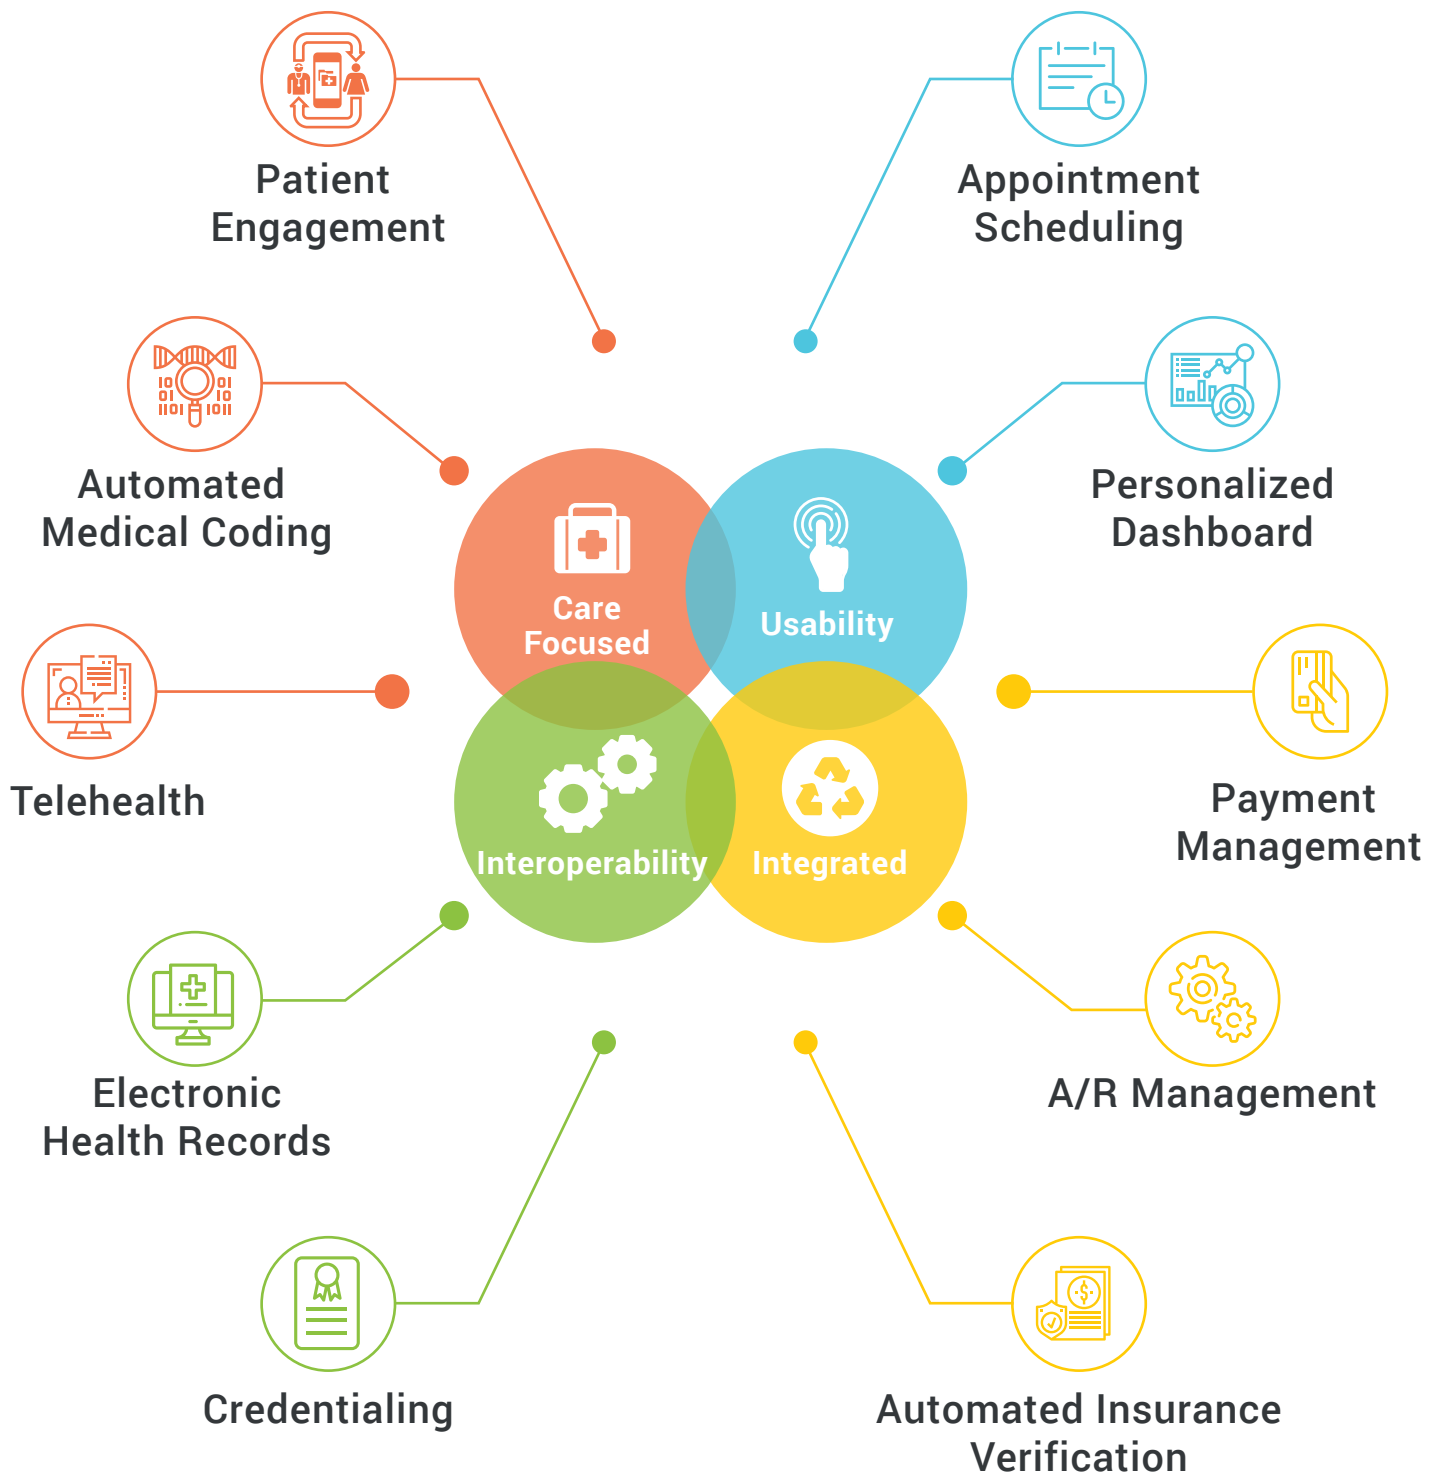 Patient
Engagement
Appointment
Scheduling
Automated
Medical Coding
Personalized
Dashboard
Care
Focused
Usability
Telehealth
Payment
Management
Interoperability
Integrated
Electronic
Health Records
A/R Management
Credentialing
Automated Insurance
Verification